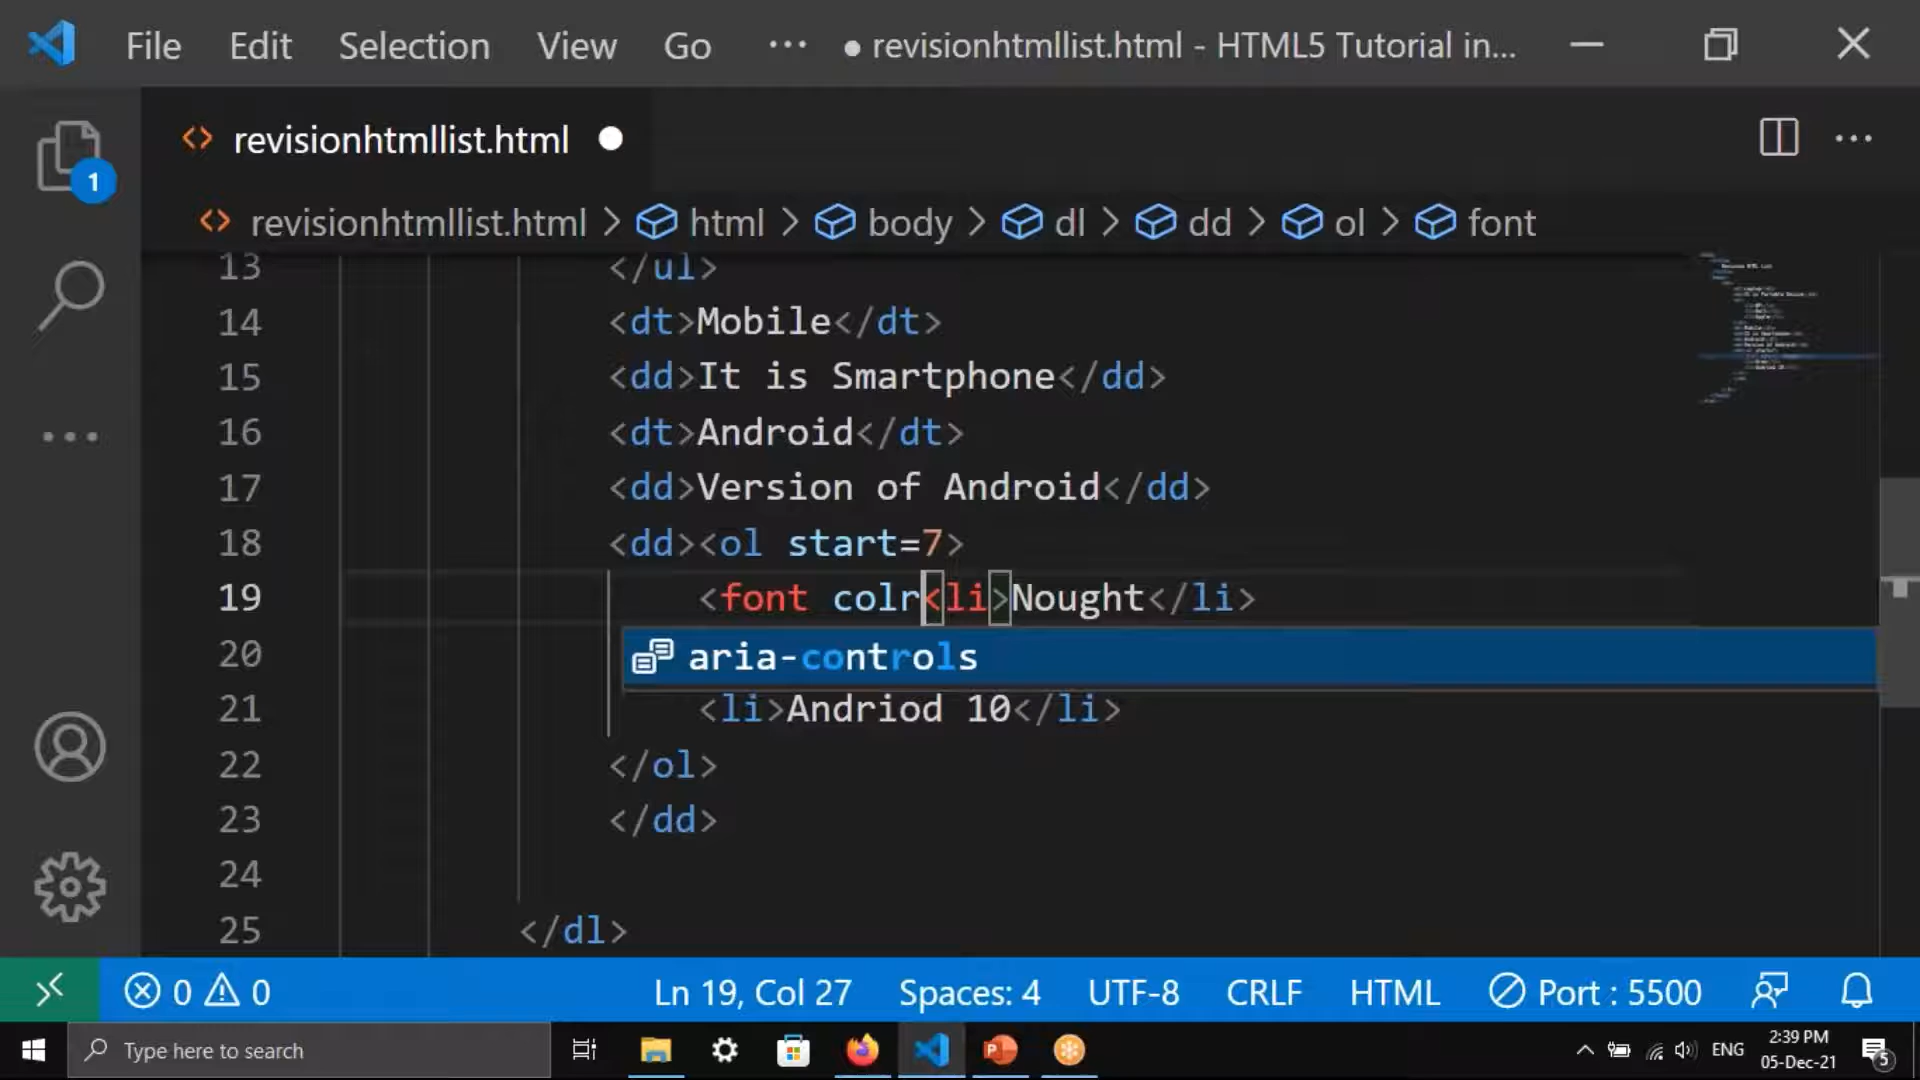 File Edit Selection View Go ··· ● revisionhtmllist.html - HTML5 Tutorial in...
revisionhtmllist.html
1
revisionhtmllist.html > html > body > dl > dd > ol > font
13 </ul>
14 <dt>Mobile</dt>
15 <dd>It is Smartphone</dd>
16 <dt>Android</dt>
17 <dd>Version of Android</dd>
18 <dd><ol start=7>
19 <font colr<li>Nought</li>
20 aria-controls
21 <li>Andriod 10</li>
22 </ol>
23 </dd>
24
25 </dl>
0 0 Ln 19, Col 27 Spaces: 4 UTF-8 CRLF HTML Port : 5500
Type here to search
ENG
2:39 PM
05-Dec-21
5